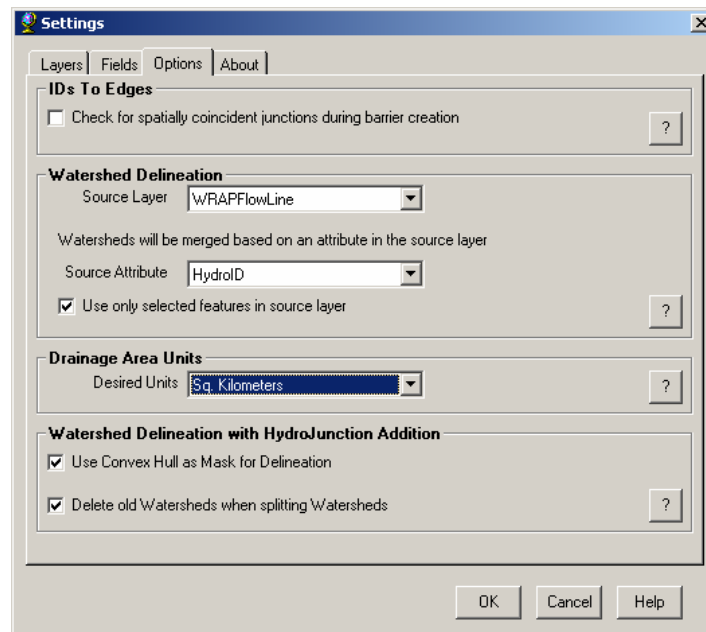 Settings
Layers Fields Options About
IDs To Edges
Check for spatially coincident junctions during barrier creation
?
Watershed Delineation
Source Layer WRAPFlowLine
Watersheds will be merged based on an attribute in the source layer
Source Attribute HydroID
Use only selected features in source layer
?
Drainage Area Units
Desired Units Sq. Kilometers
?
Watershed Delineation with HydroJunction Addition
Use Convex Hull as Mask for Delineation
Delete old Watersheds when splitting Watersheds
?
OK Cancel Help